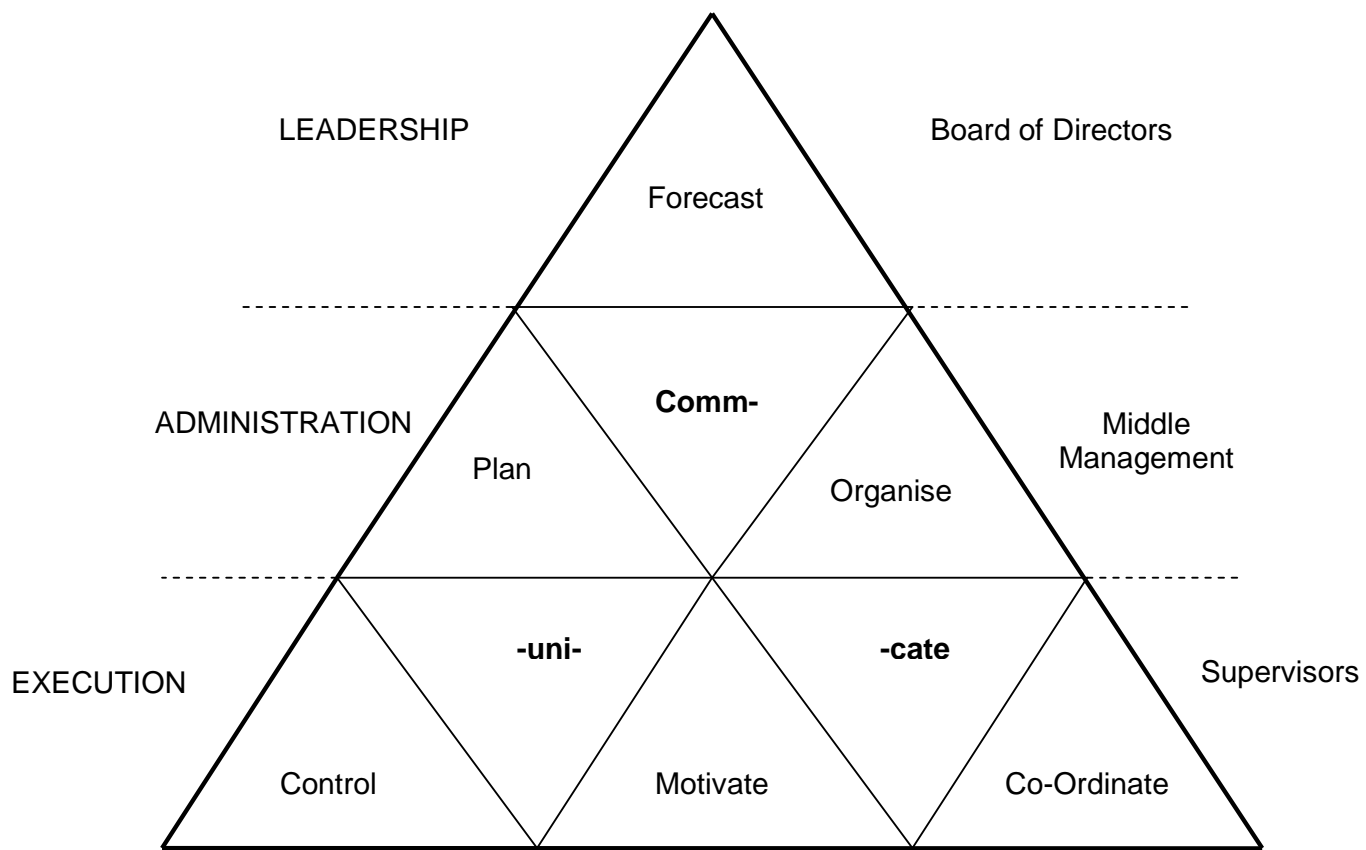 LEADERSHIP
Board of Directors
Forecast
Comm-
ADMINISTRATION
Middle
Management
Plan
Organise
-uni-
-cate
EXECUTION
Supervisors
Control
Motivate
Co-Ordinate